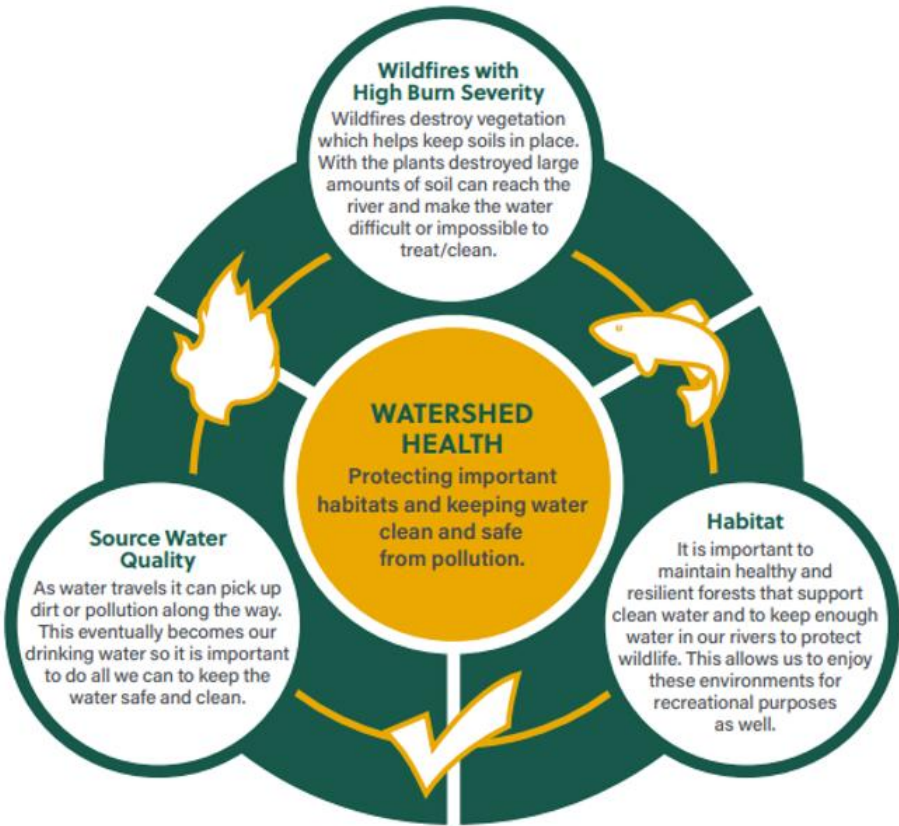 Wildfires with
High Burn Severity
Wildfires destroy vegetation
which helps keep soils in place.
With the plants destroyed large
amounts of soil can reach the
river and make the water
difficult or impossible to
treat/clean.
WATERSHED
HEALTH
Protecting important
habitats and keeping water
clean and safe
from pollution.
Source Water
Quality
As water travels it can pick up
dirt or pollution along the way.
This eventually becomes our
drinking water so it is important
to do all we can to keep the
water safe and clean.
Habitat
It is important to
maintain healthy and
resilient forests that support
clean water and to keep enough
water in our rivers to protect
wildlife. This allows us to enjoy
these environments for
recreational purposes
as well.